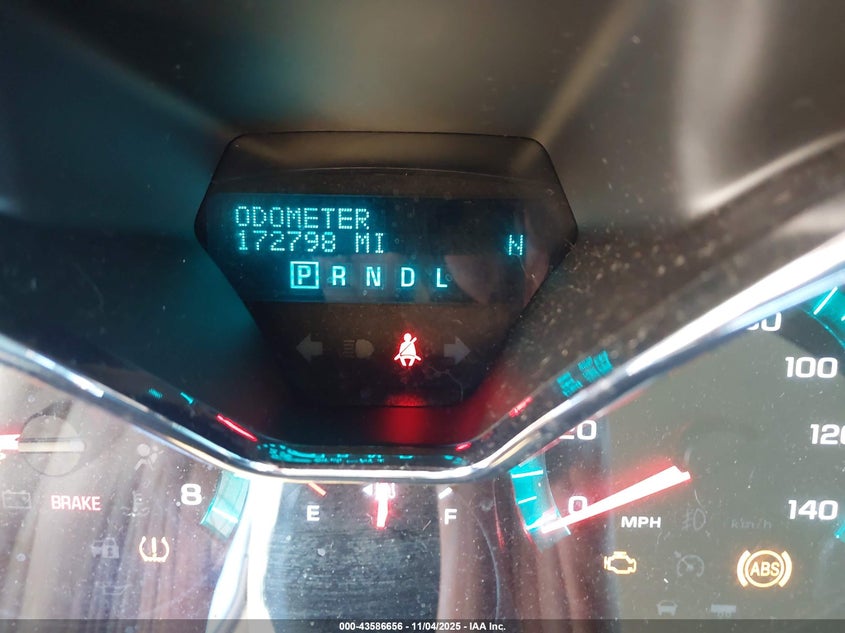 ODOMETER
172798 MI N
P R N D L
100
120
BRAKE 8 E F 0 MPH km/h 140
ABS
000-43586656 - 11/04/2025 - IAA Inc.